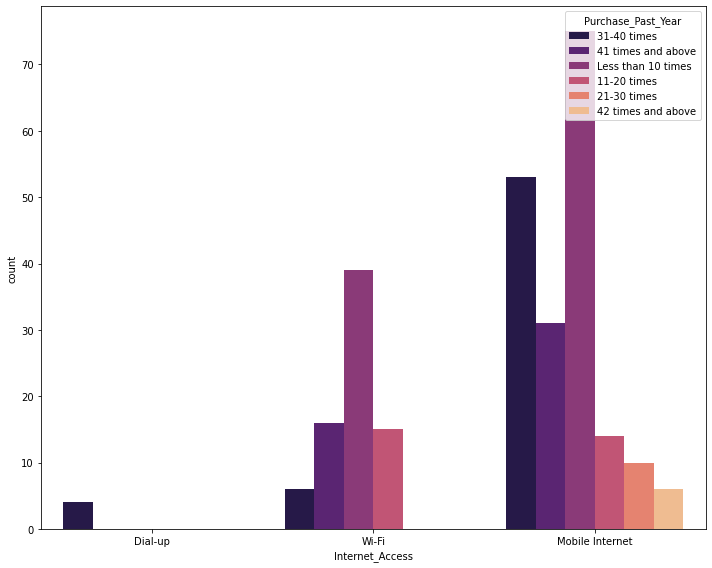 Purchase_Past_Year
31-40 times
41 times and above
Less than 10 times
11-20 times
21-30 times
42 times and above
70
60
50
40
30
20
10
0
count
Dial-up
Wi-Fi
Mobile Internet
Internet_Access